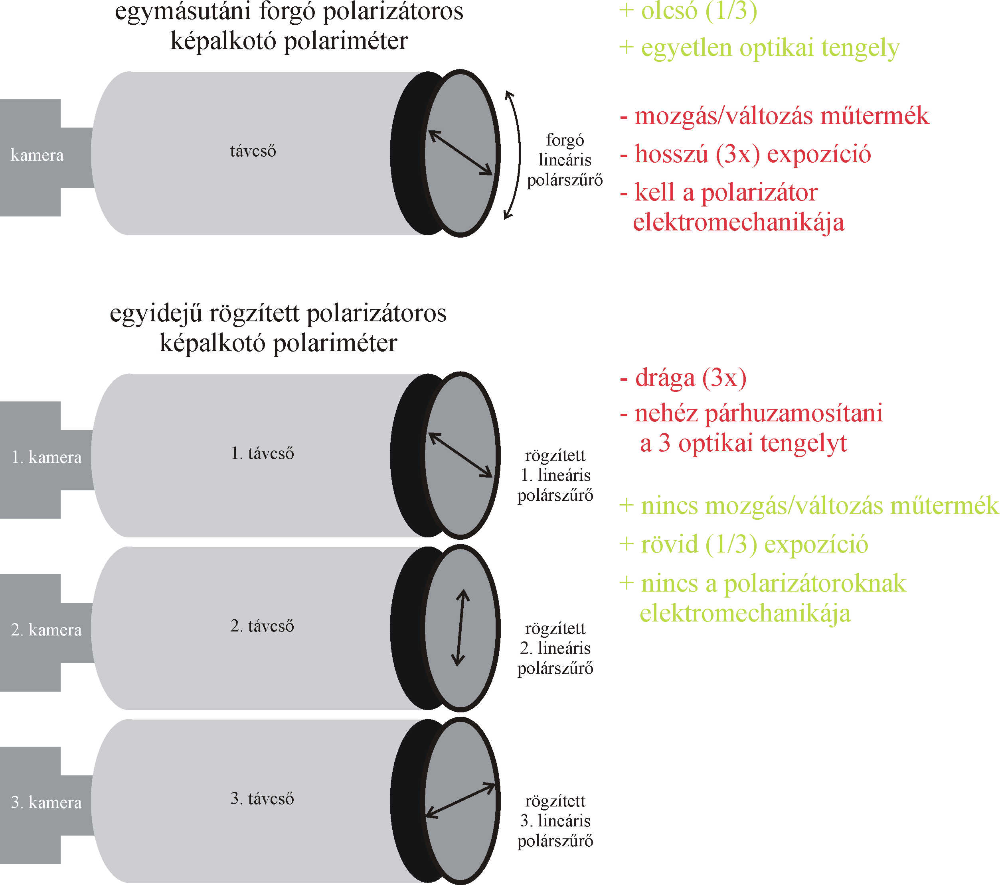 egymásutáni forgó polarizátoros
képalkotó polariméter
+ olcsó (1/3)
+ egyetlen optikai tengely
- mozgás/változás műtermék
- hosszú (3x) expozíció
- kell a polarizátor
elektromechanikája
kamera
távcső
forgó
lineáris
polárszűrő
egyidejű rögzített polarizátoros
képalkotó polariméter
- drága (3x)
- nehéz párhuzamosítani
a 3 optikai tengelyt
+ nincs mozgás/változás műtermék
+ rövid (1/3) expozíció
+ nincs a polarizátoroknak
elektromechanikája
1. kamera
1. távcső
rögzített
1. lineáris
polárszűrő
2. kamera
2. távcső
rögzített
2. lineáris
polárszűrő
3. kamera
3. távcső
rögzített
3. lineáris
polárszűrő